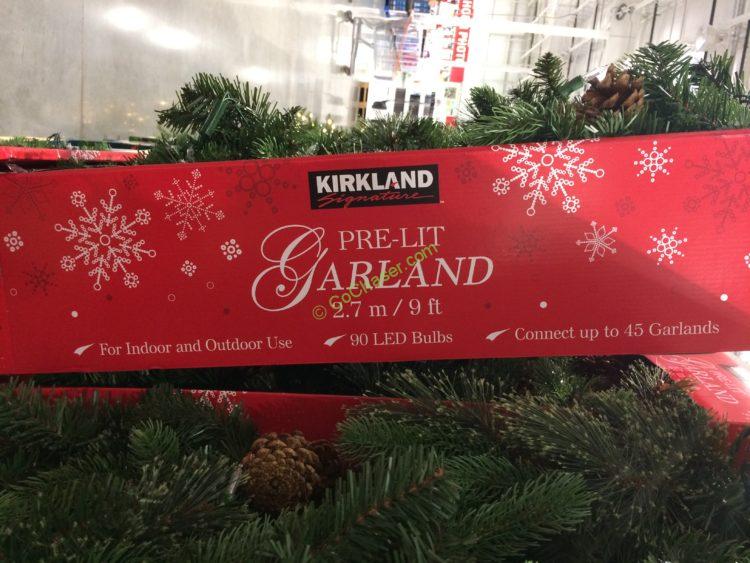 KIRKLAND
Signature
PRE-LIT
GARLAND
© CoChaser.com
2.7 m / 9 ft
For Indoor and Outdoor Use
90 LED Bulbs
Connect up to 45 Garlands